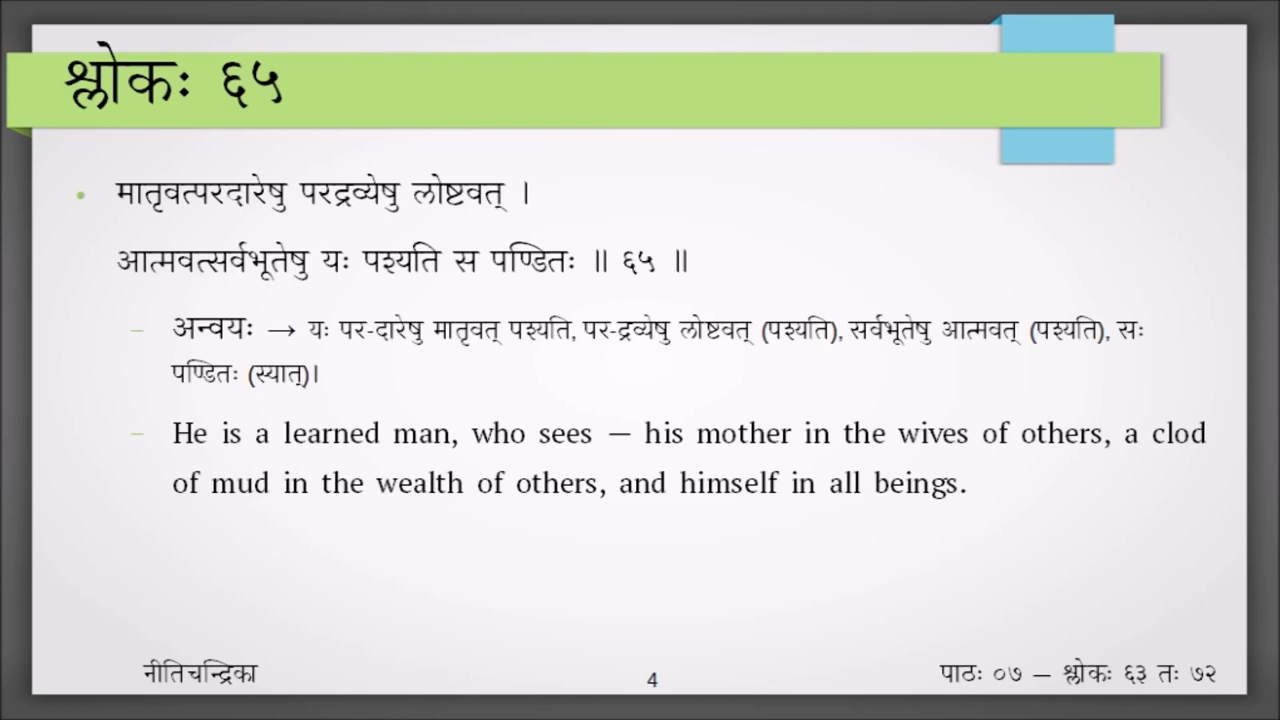 श्लोकः ६५
मातृवत्परदारेषु परद्रव्येषु लोष्टवत् ।
आत्मवत्सर्वभूतेषु यः पश्यति स पण्डितः ॥ ६५ ॥
अन्वयः → यः पर-दारेषु मातृवत् पश्यति, पर-द्रव्येषु लोष्टवत् (पश्यति), सर्वभूतेषु आत्मवत् (पश्यति), सः
पण्डितः (स्यात्)।
He is a learned man, who sees — his mother in the wives of others, a clod
of mud in the wealth of others, and himself in all beings.
नीतिचन्द्रिका
4
पाठः ०७ – श्लोकः ६३ तः ७२